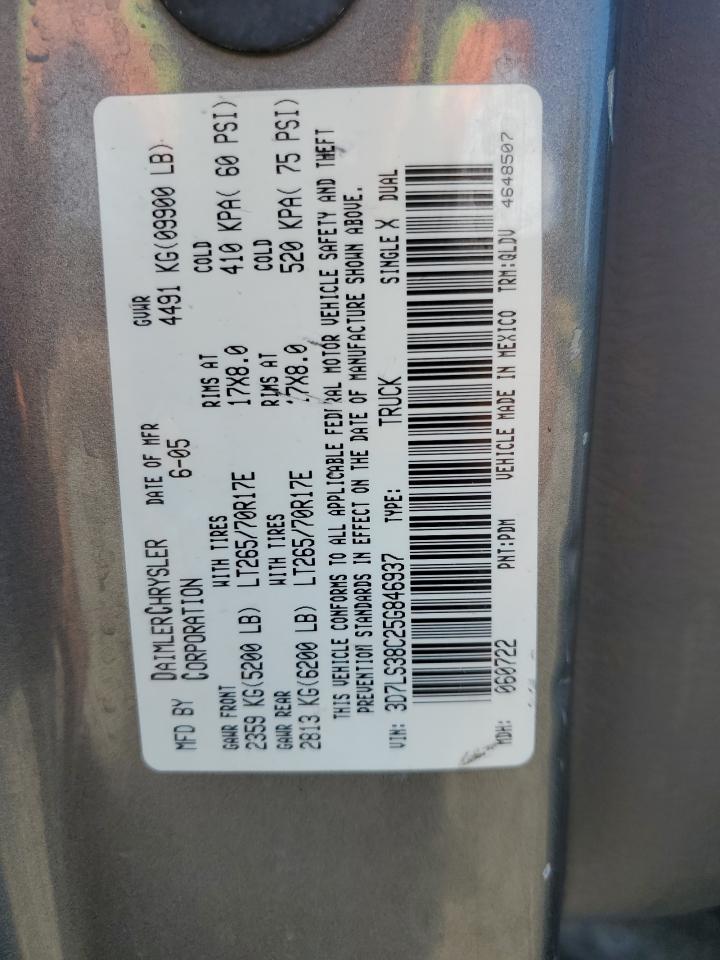 MFD BY DAIMLERCHRYSLER CORPORATION DATE OF MFR 6-05 GVWR 4491 KG(09900 LB)
GAWR FRONT WITH TIRES RIMS AT COLD
2359 KG(5200 LB) LT265/70R17E 17X8.0 410 KPA( 60 PSI)
GAWR REAR WITH TIRES RIMS AT COLD
2813 KG(6200 LB) LT265/70R17E 17X8.0 520 KPA( 75 PSI)
THIS VEHICLE CONFORMS TO ALL APPLICABLE FEDERAL MOTOR VEHICLE SAFETY AND THEFT
PREVENTION STANDARDS IN EFFECT ON THE DATE OF MANUFACTURE SHOWN ABOVE.
VIN: 3D7LS38C25G846937 TYPE: TRUCK SINGLE X DUAL
MDH: 060722 PNT:PDM VEHICLE MADE IN MEXICO TRM:QLDV 4648507